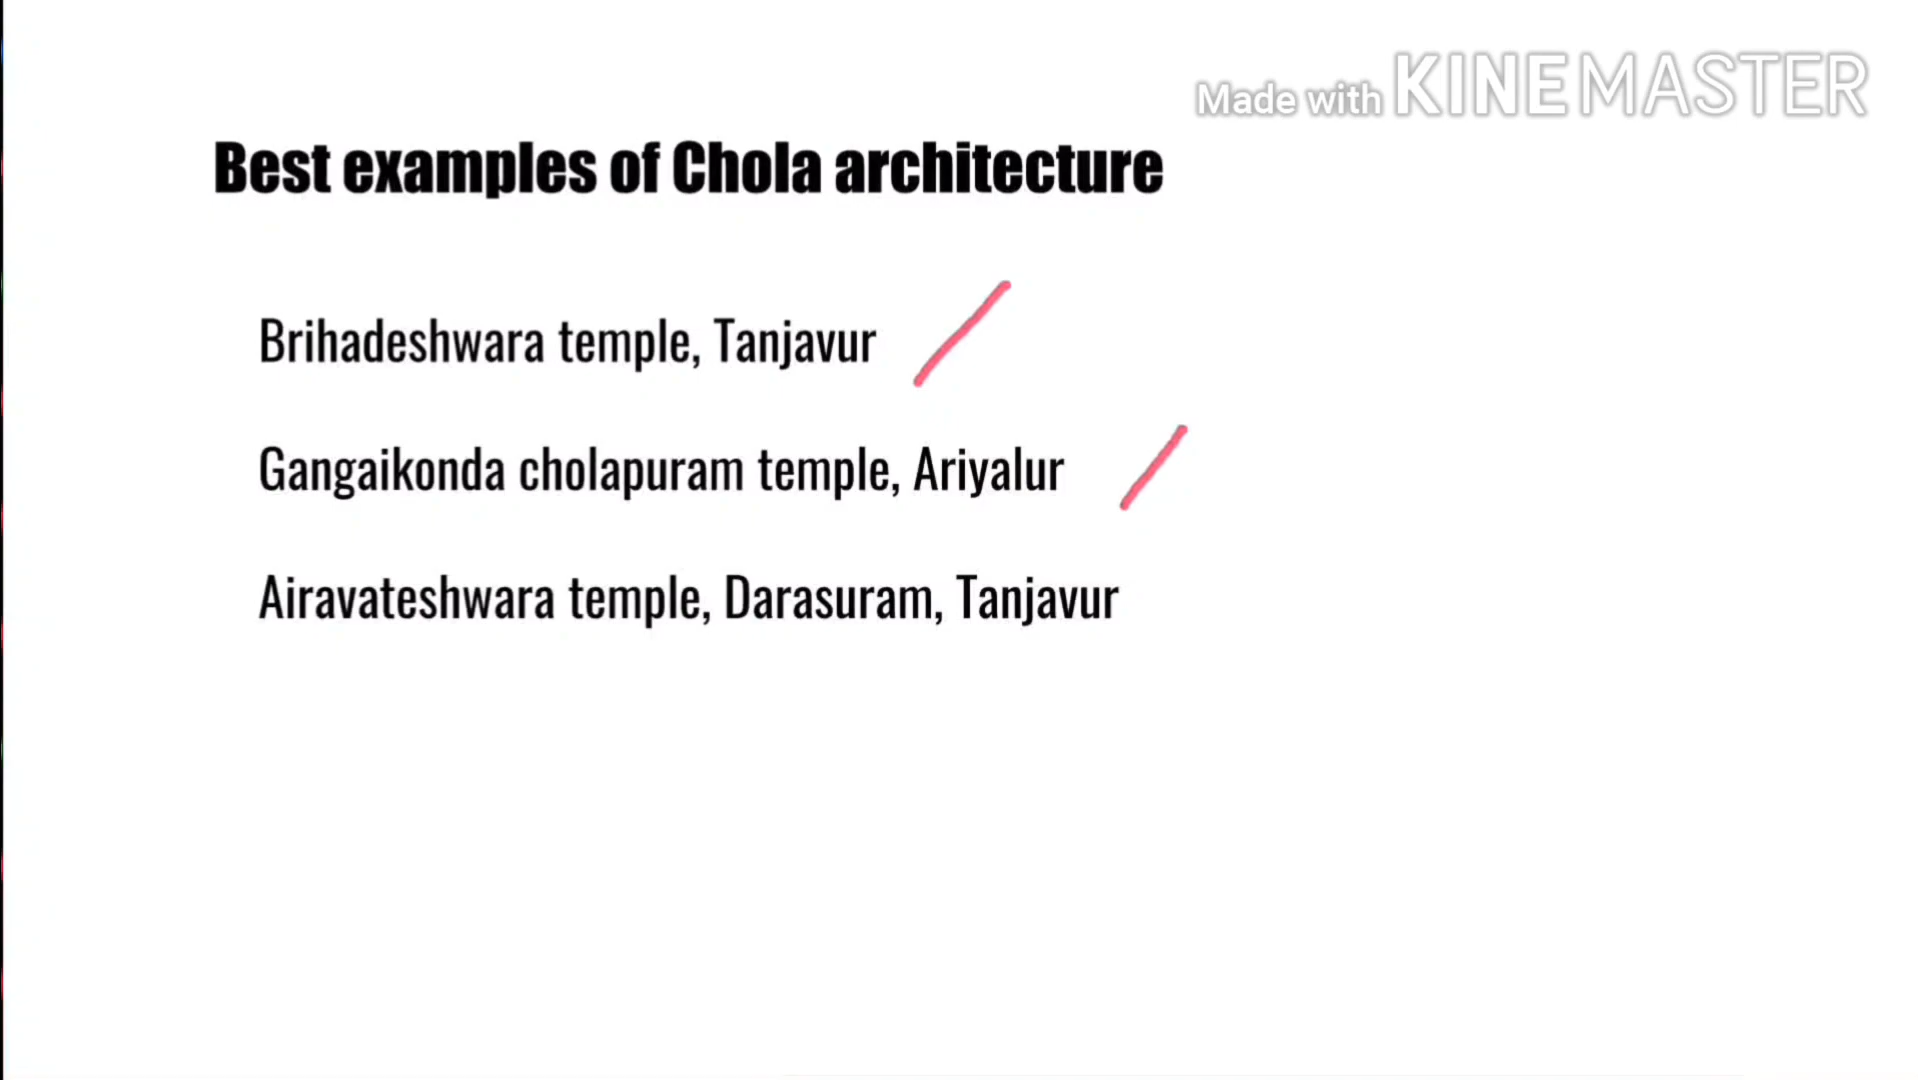 Made with KINEMASTER
Best examples of Chola architecture
Brihadeshwara temple, Tanjavur
Gangaikonda cholapuram temple, Ariyalur
Airavateshwara temple, Darasuram, Tanjavur